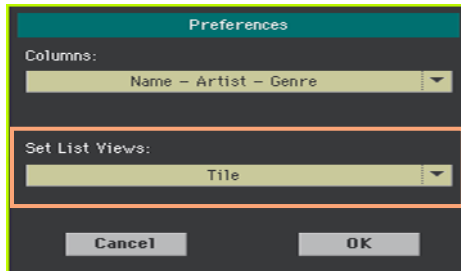 Preferences
Columns:
Name – Artist – Genre
Set List Views:
Tile
Cancel OK